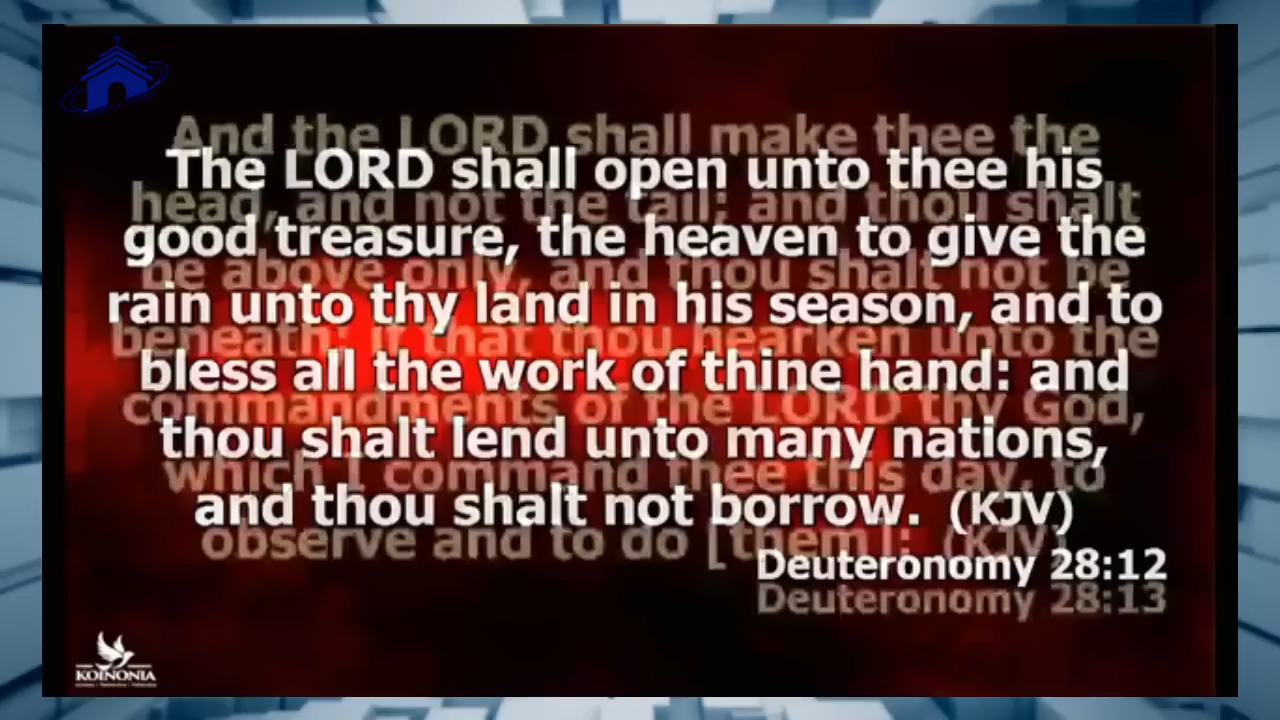 The LORD shall open unto thee his
good treasure, the heaven to give the
rain unto thy land in his season, and to
bless all the work of thine hand: and
thou shalt lend unto many nations,
and thou shalt not borrow. (KJV)
Deuteronomy 28:12
And the LORD shall make thee the
head, and not the tail; and thou shalt
be above only, and thou shalt not be
beneath; if that thou hearken unto the
commandments of the LORD thy God,
which I command thee this day, to
observe and to do [them]: (KJV)
Deuteronomy 28:13
KOINONIA